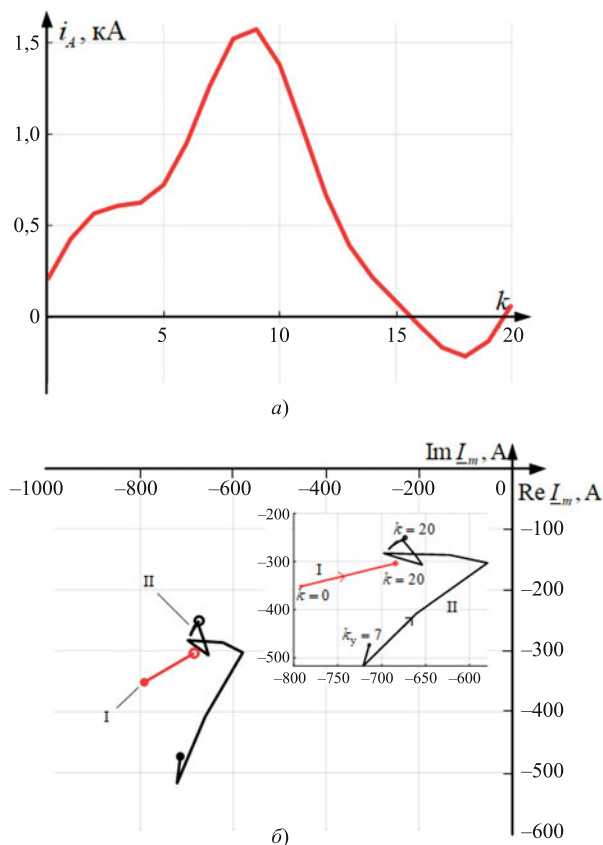 i_A, кА
1,5
1,0
0,5
0
5
10
15
k
20
а)
Im I_m, А
–1000
–800
–600
–400
–200
0
Re I_m, А
–100
–200
–300
–400
–500
–600
II
I
–200
–300
–400
–500
–800
–700
–650
–600
k = 20
I
k = 0
k = 20
II
k_y = 7
б)